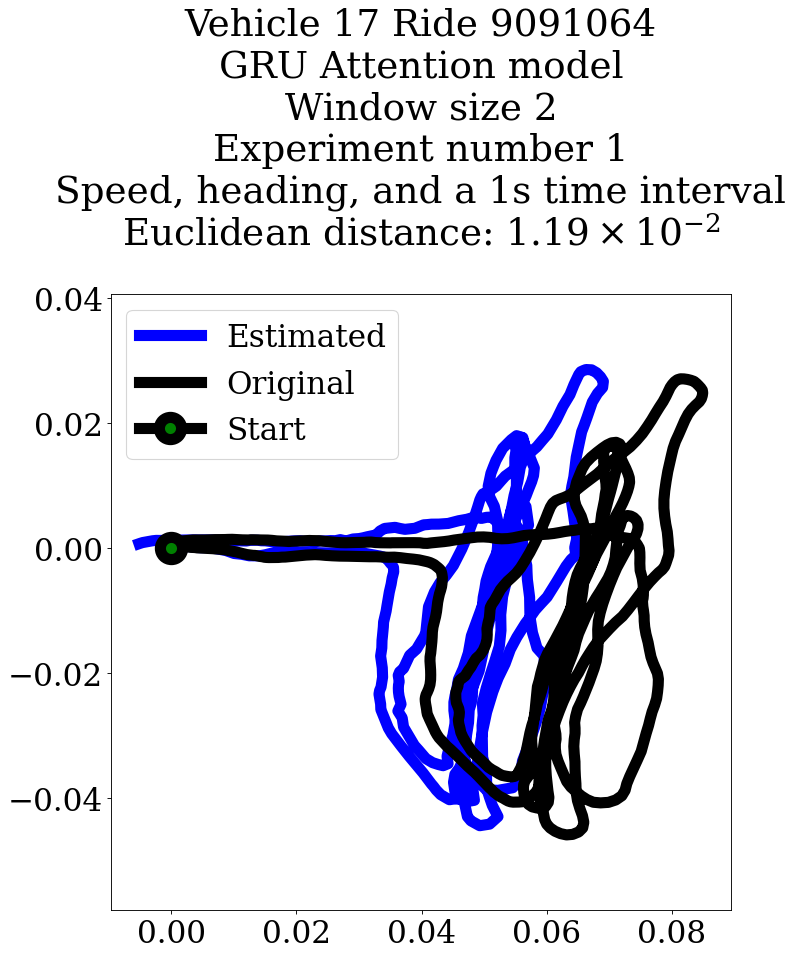 Vehicle 17 Ride 9091064
GRU Attention model
Window size 2
Experiment number 1
Speed, heading, and a 1s time interval
Euclidean distance: 1.19 × 10⁻²
0.04
0.02
0.00
−0.02
−0.04
Estimated
Original
Start
0.00 0.02 0.04 0.06 0.08